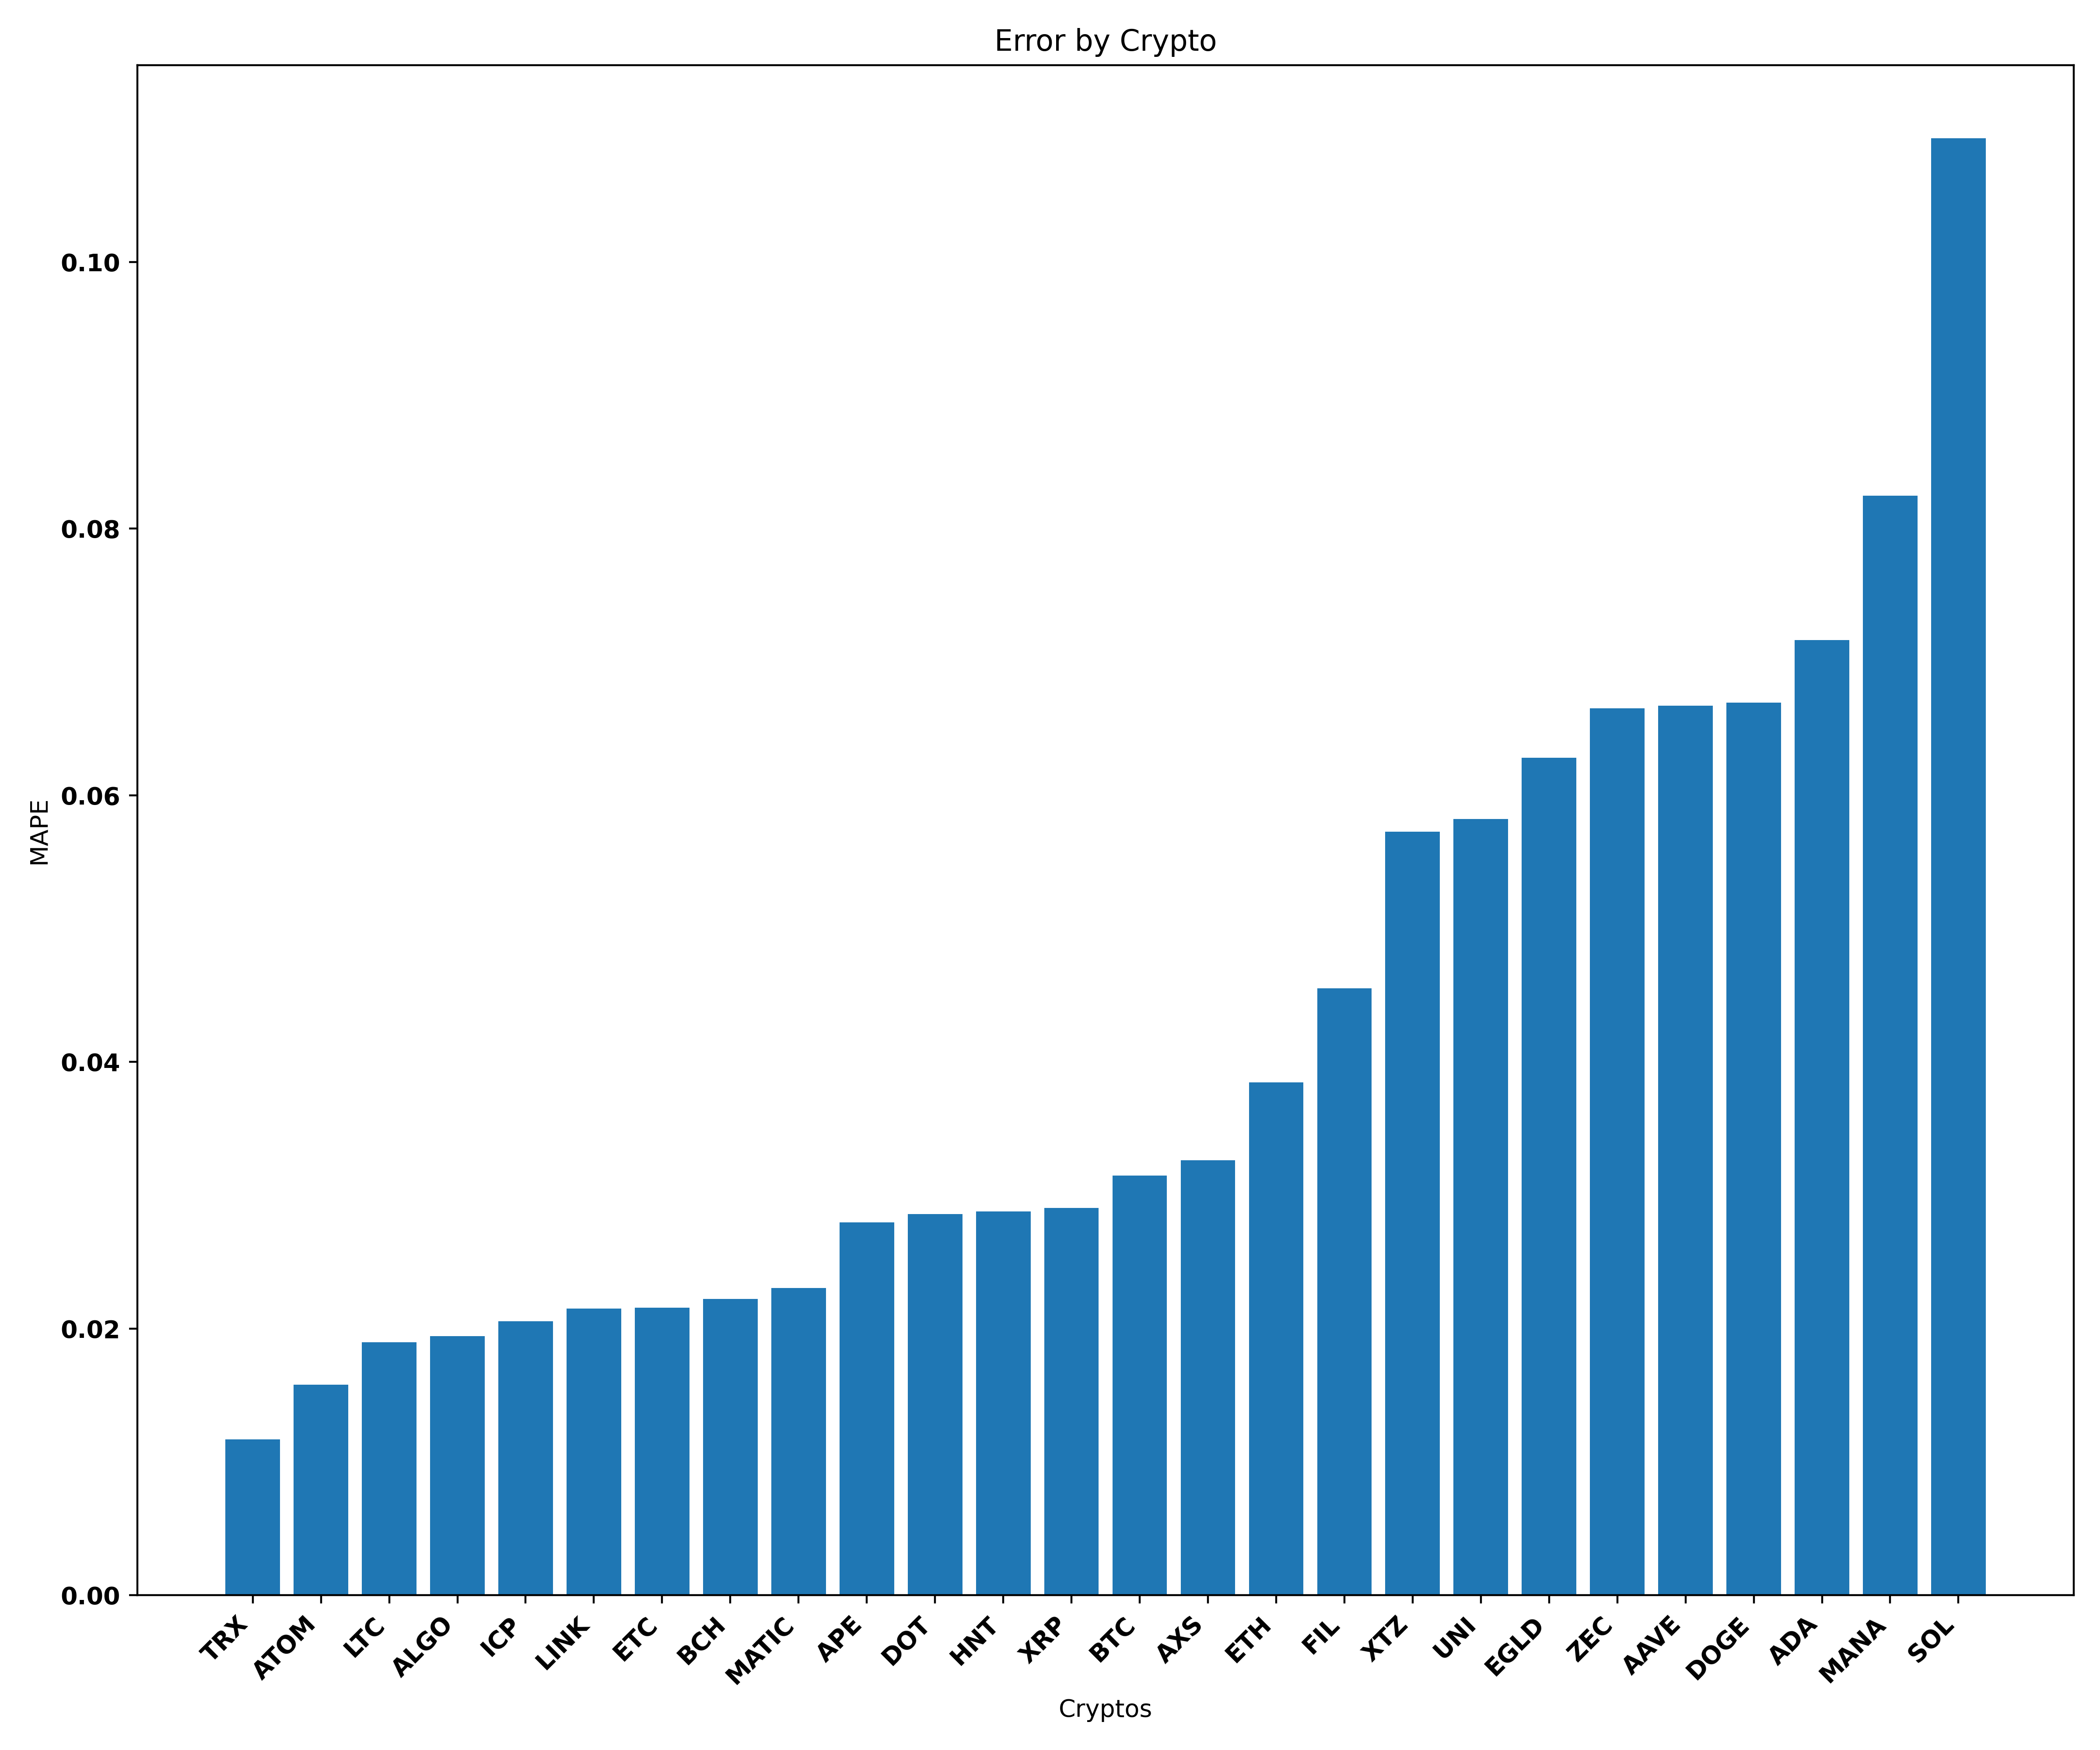 Error by Crypto
MAPE
0.10
0.08
0.06
0.04
0.02
0.00
TRX
ATOM
LTC
ALGO
ICP
LINK
ETC
BCH
MATIC
APE
DOT
HNT
XRP
BTC
AXS
ETH
FIL
XTZ
UNI
EGLD
ZEC
AAVE
DOGE
ADA
MANA
SOL
Cryptos